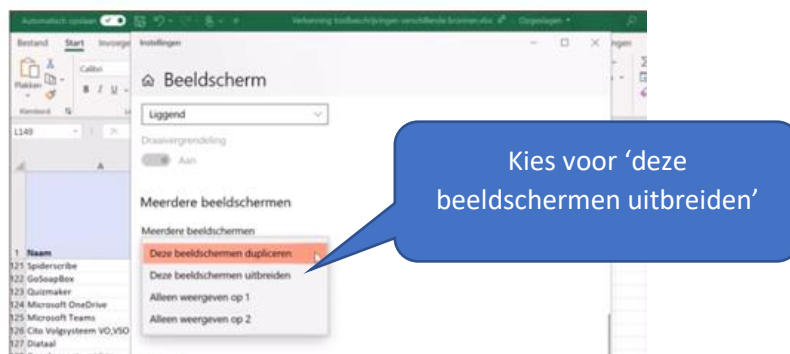 Automatisch opslaan
Verkenning toolbeschrijvingen verschillende bronnen.xlsx
Opgeslagen
Bestand
Start
Invoege
Instellingen
ngen
Plakken
Calibri
B I U
Klembord
Beeldscherm
Liggend
L149
Draaivergrendeling
Aan
A
Kies voor ‘deze
beeldschermen uitbreiden’
Meerdere beeldschermen
Meerdere beeldschermen
Deze beeldschermen dupliceren
Deze beeldschermen uitbreiden
Alleen weergeven op 1
Alleen weergeven op 2
1 Naam
121 Spiderscribe
122 GoSoapBox
123 Quizmaker
124 Microsoft OneDrive
125 Microsoft Teams
126 Cito Volgsysteem VO,VSO
127 Diataal